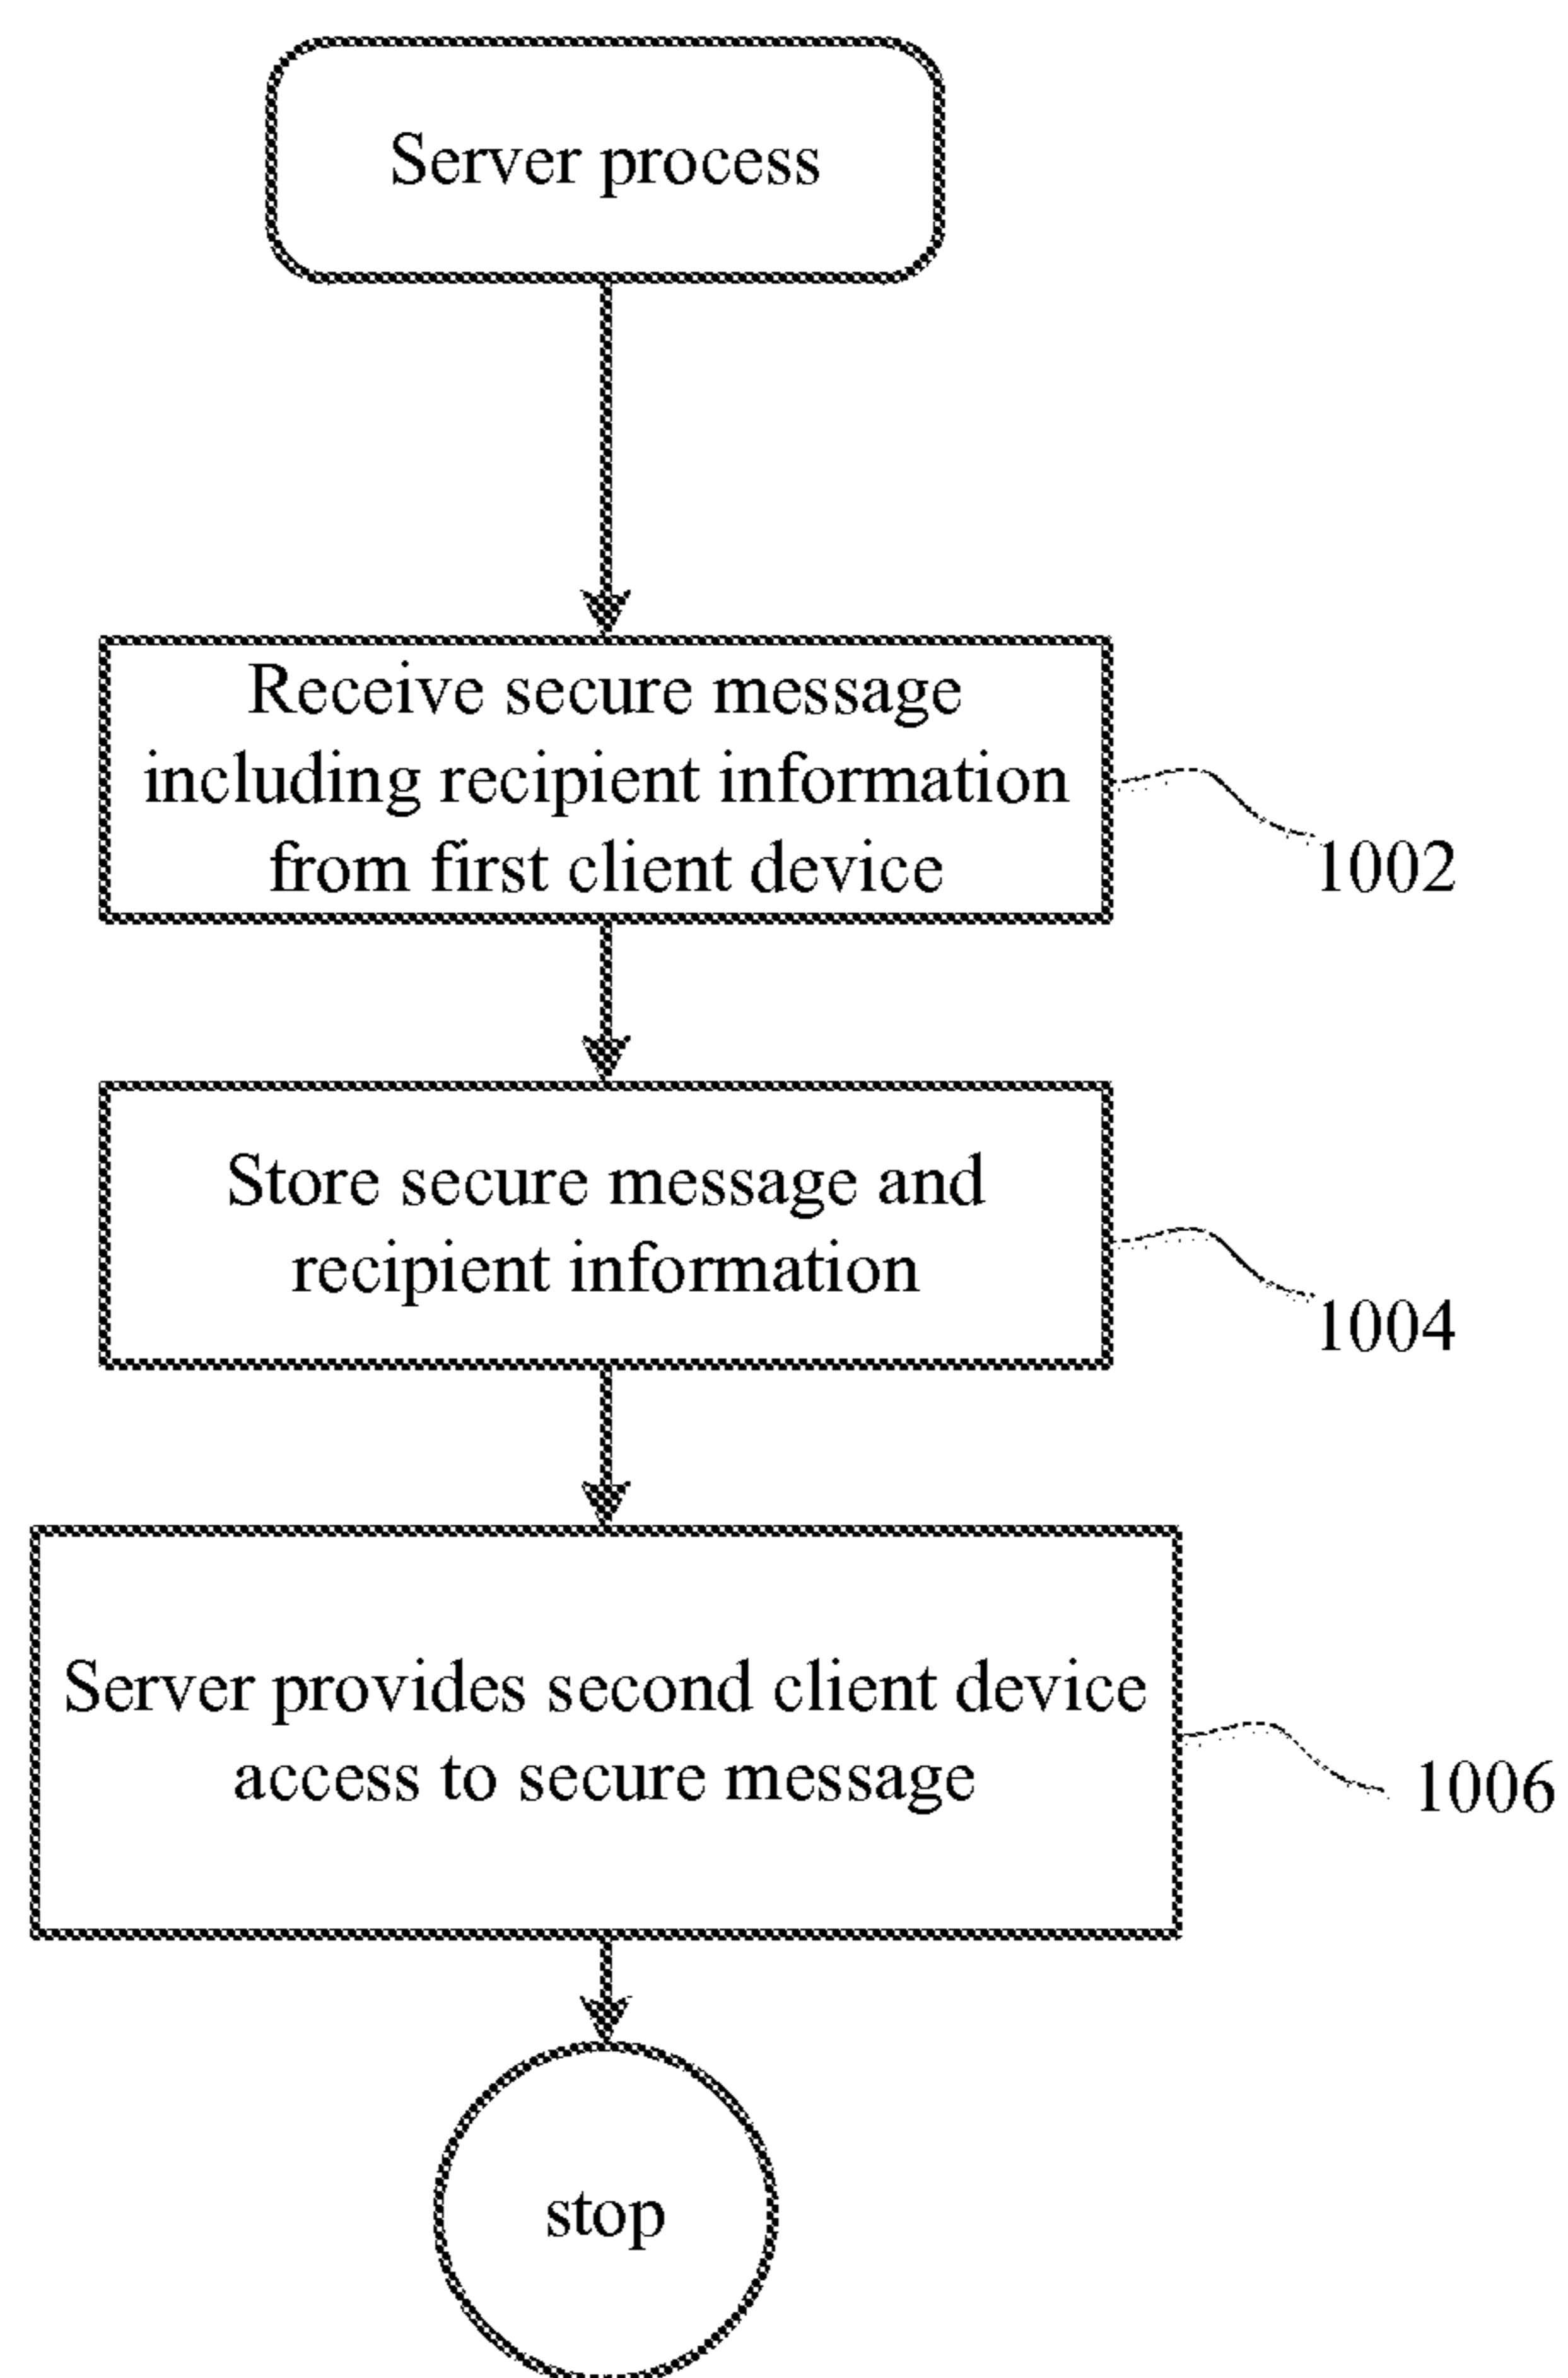 Server process
Receive secure message
including recipient information
from first client device
1002
Store secure message and
recipient information
1004
Server provides second client device
access to secure message
1006
stop